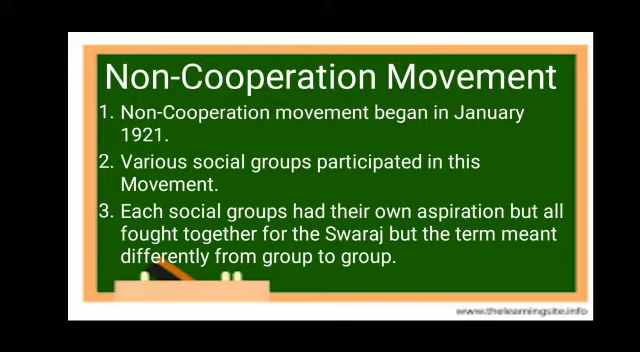 Non-Cooperation Movement
1. Non-Cooperation movement began in January
1921.
2. Various social groups participated in this
Movement.
3. Each social groups had their own aspiration but all
fought together for the Swaraj but the term meant
differently from group to group.
www.thelearningsite.info